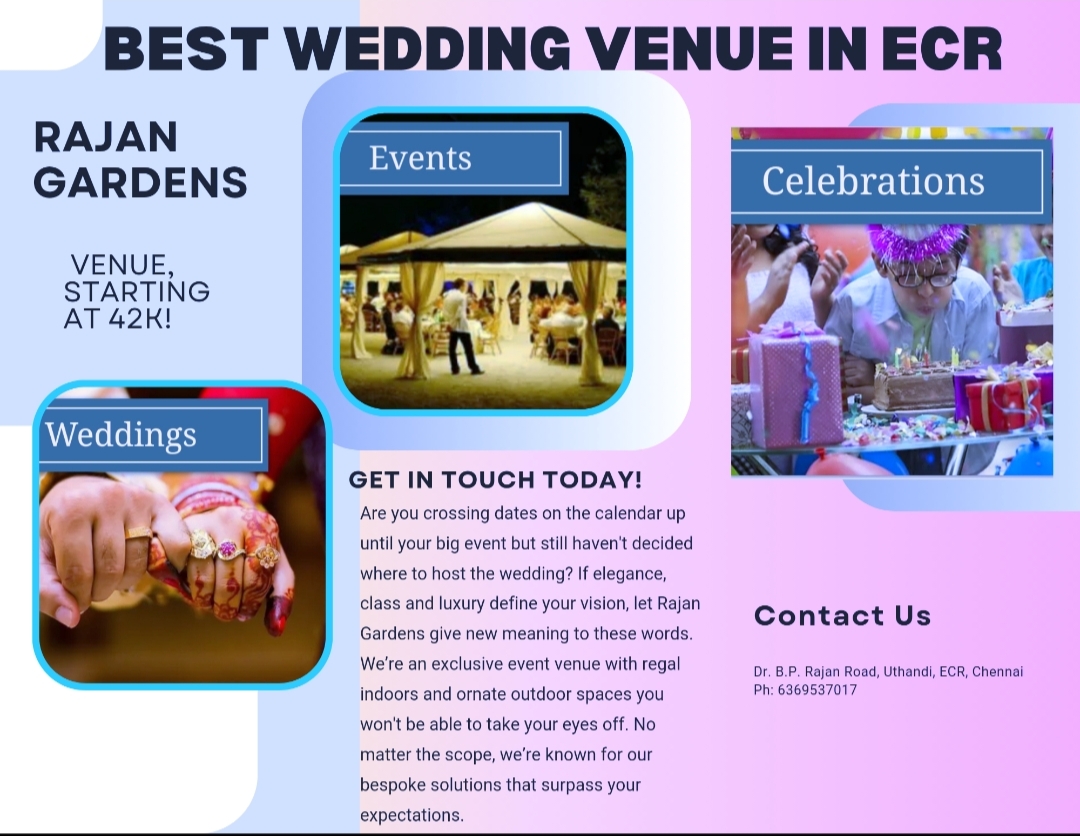 BEST WEDDING VENUE IN ECR
RAJAN
GARDENS
VENUE,
STARTING
AT 42K!
Weddings
Events
GET IN TOUCH TODAY!
Are you crossing dates on the calendar up
until your big event but still haven't decided
where to host the wedding? If elegance,
class and luxury define your vision, let Rajan
Gardens give new meaning to these words.
We’re an exclusive event venue with regal
indoors and ornate outdoor spaces you
won't be able to take your eyes off. No
matter the scope, we’re known for our
bespoke solutions that surpass your
expectations.
Celebrations
Contact Us
Dr. B.P. Rajan Road, Uthandi, ECR, Chennai
Ph: 6369537017